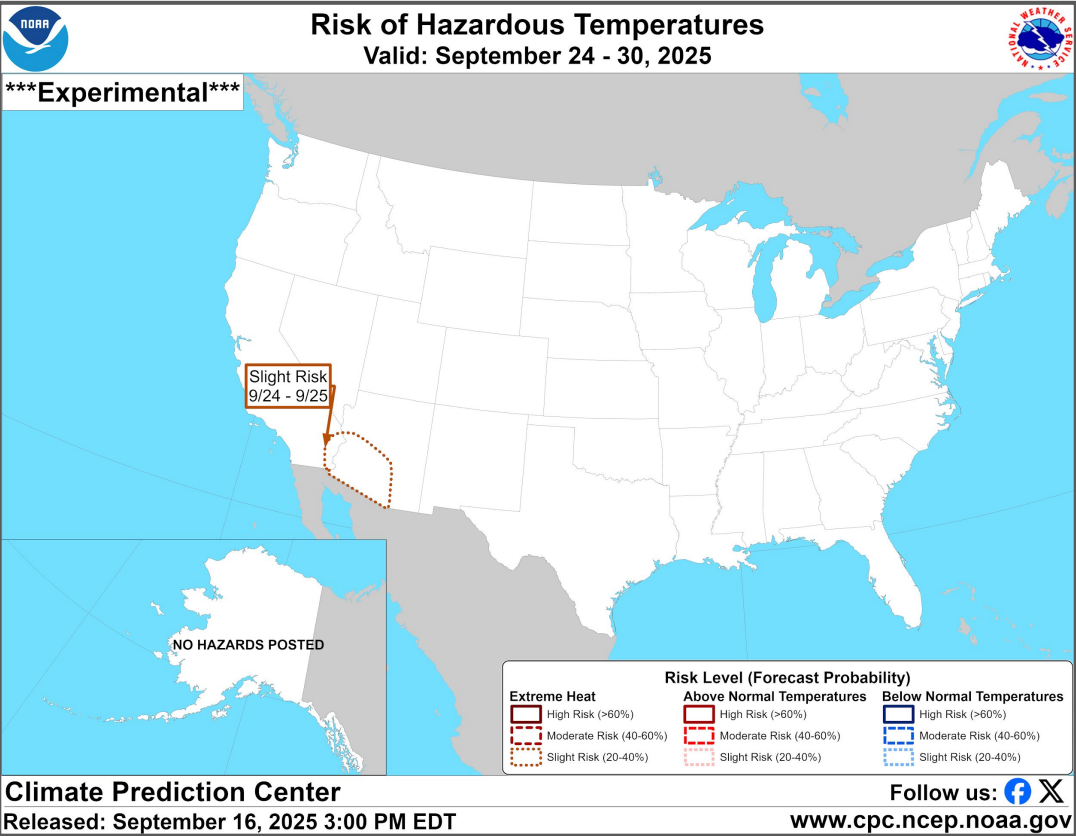 NOAA
Risk of Hazardous Temperatures
Valid: September 24 - 30, 2025
NATIONAL WEATHER SERVICE
***Experimental***
Slight Risk
9/24 - 9/25
NO HAZARDS POSTED
Risk Level (Forecast Probability)
Extreme Heat
High Risk (>60%)
Moderate Risk (40-60%)
Slight Risk (20-40%)
Above Normal Temperatures
High Risk (>60%)
Moderate Risk (40-60%)
Slight Risk (20-40%)
Below Normal Temperatures
High Risk (>60%)
Moderate Risk (40-60%)
Slight Risk (20-40%)
Climate Prediction Center
Follow us:
Released: September 16, 2025 3:00 PM EDT
www.cpc.ncep.noaa.gov